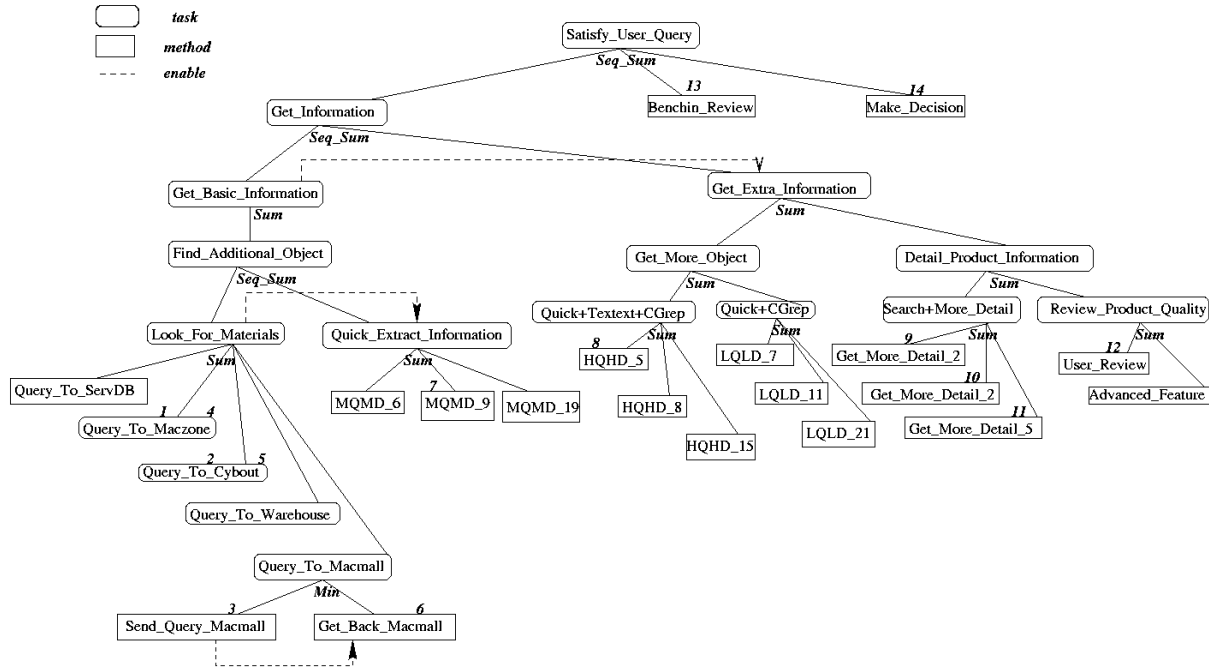 task
method
enable
Satisfy_User_Query
Seq_Sum
13
14
Benchin_Review
Make_Decision
Get_Information
Seq_Sum
Get_Basic_Information
Get_Extra_Information
Sum
Sum
Find_Additional_Object
Get_More_Object
Detail_Product_Information
Seq_Sum
Sum
Sum
Look_For_Materials
Quick_Extract_Information
Quick+Textext+CGrep
Quick+CGrep
Search+More_Detail
Review_Product_Quality
Sum
Sum
Sum
Sum
Sum
Sum
Query_To_ServDB
8
HQHD_5
LQLD_7
9
Get_More_Detail_2
12
User_Review
MQMD_6
7
MQMD_9
MQMD_19
HQHD_8
LQLD_11
10
Get_More_Detail_2
Advanced_Feature
1
4
Query_To_Maczone
HQHD_15
LQLD_21
11
Get_More_Detail_5
2
5
Query_To_Cybout
Query_To_Warehouse
Query_To_Macmall
Min
3
6
Send_Query_Macmall
Get_Back_Macmall